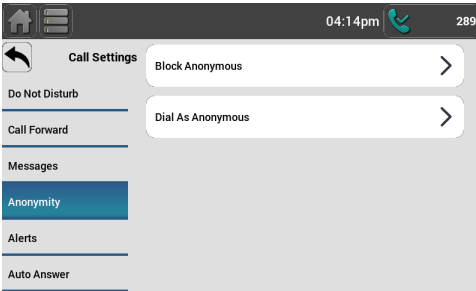 04:14pm 289
Call Settings
Do Not Disturb
Call Forward
Messages
Anonymity
Alerts
Auto Answer
Block Anonymous
Dial As Anonymous